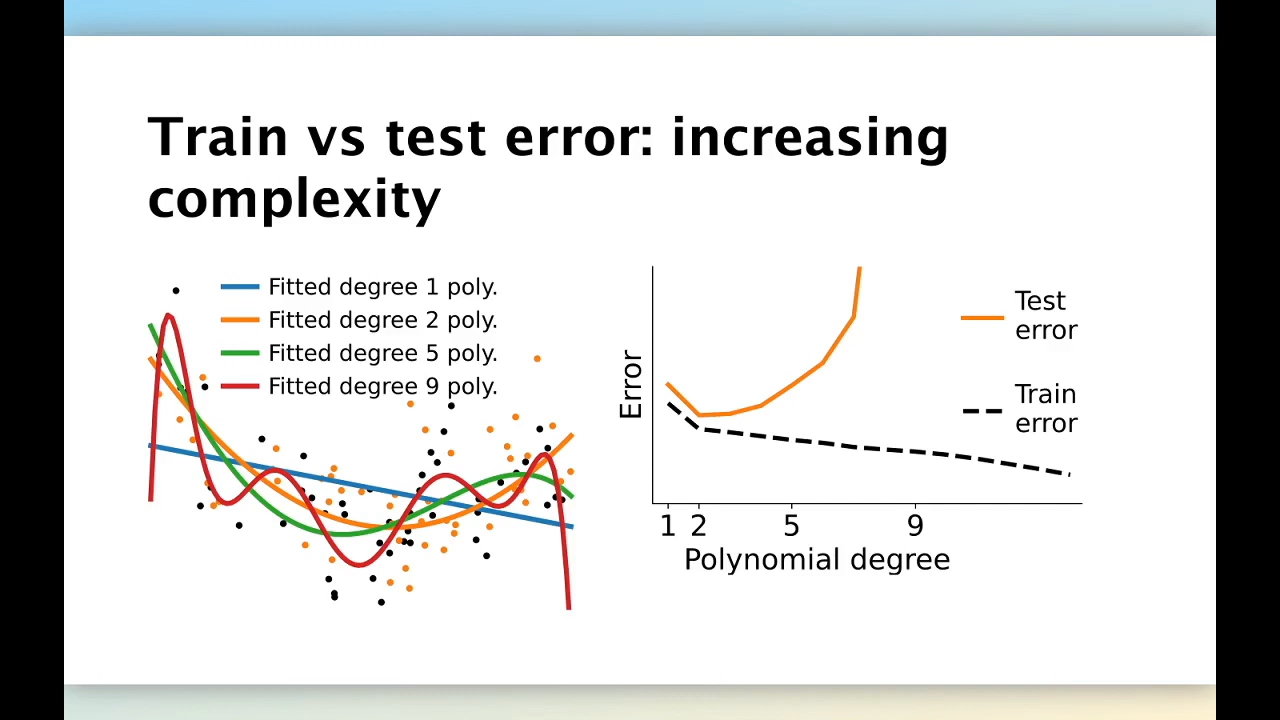 Train vs test error: increasing
complexity
Fitted degree 1 poly.
Fitted degree 2 poly.
Fitted degree 5 poly.
Fitted degree 9 poly.
Error
Test
error
Train
error
1 2 5 9
Polynomial degree